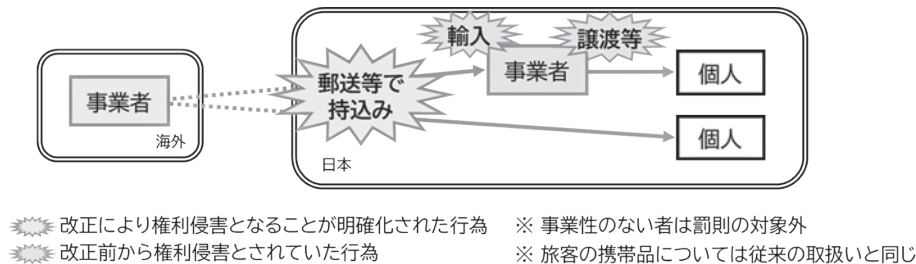 輸入
譲渡等
事業者
個人
郵送等で
持込み
事業者
海外
個人
日本
改正により権利侵害となることが明確化された行為
※ 事業性のない者は罰則の対象外
改正前から権利侵害とされていた行為
※ 旅客の携帯品については従来の取扱いと同じ